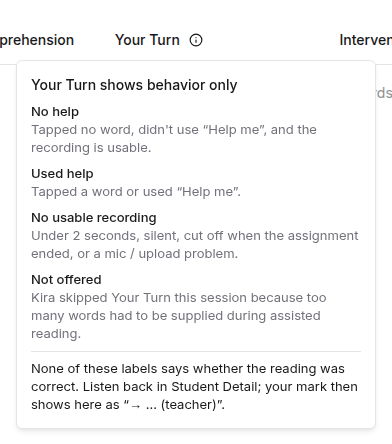 prehension Your Turn Interven
rds
Your Turn shows behavior only
No help
Tapped no word, didn't use “Help me”, and the
recording is usable.
Used help
Tapped a word or used “Help me”.
No usable recording
Under 2 seconds, silent, cut off when the assignment
ended, or a mic / upload problem.
Not offered
Kira skipped Your Turn this session because too
many words had to be supplied during assisted
reading.
None of these labels says whether the reading was
correct. Listen back in Student Detail; your mark then
shows here as “→ … (teacher)”.